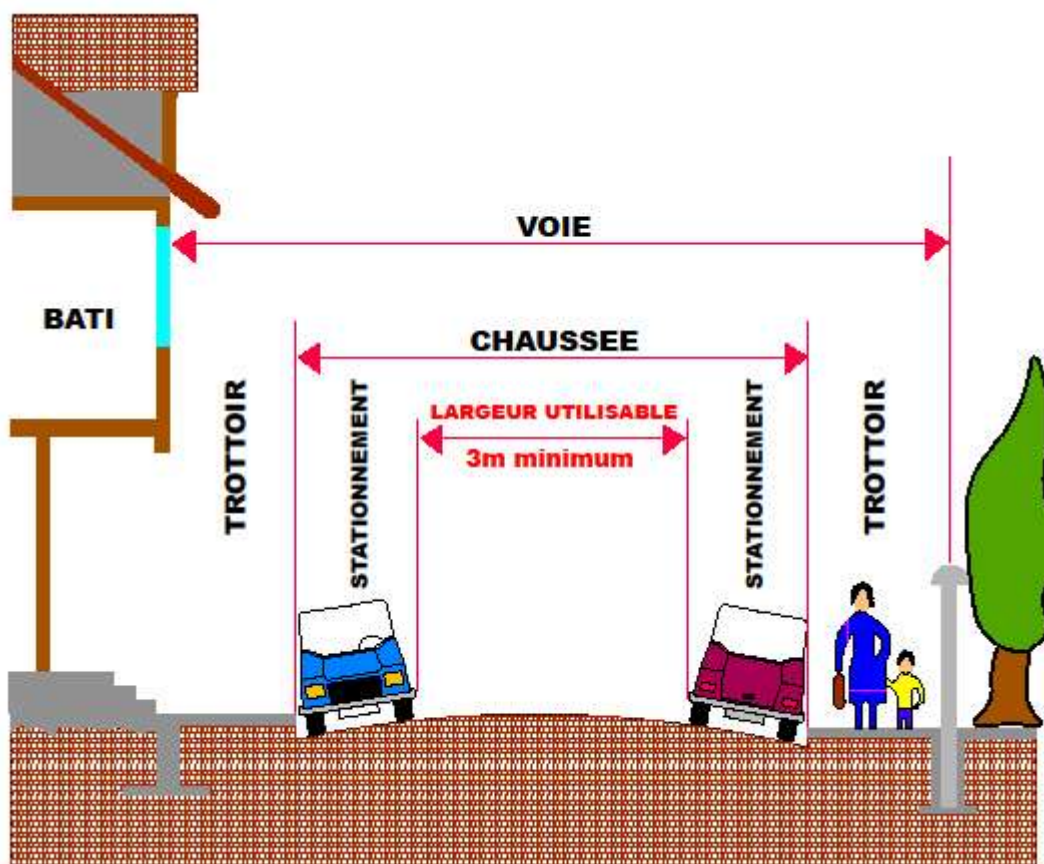 VOIE
BATI
CHAUSSEE
TROTTOIR
STATIONNEMENT
LARGEUR UTILISABLE
3m minimum
STATIONNEMENT
TROTTOIR